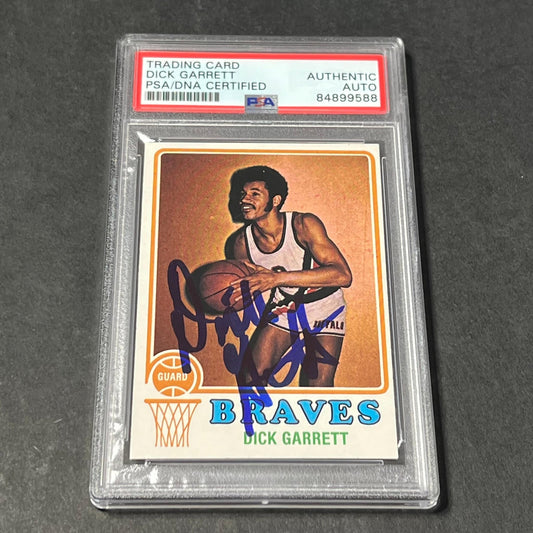 TRADING CARD
DICK GARRETT
PSA/DNA CERTIFIED
AUTHENTIC
AUTO
84899588
PSA
GUARD
BRAVES
DICK GARRETT